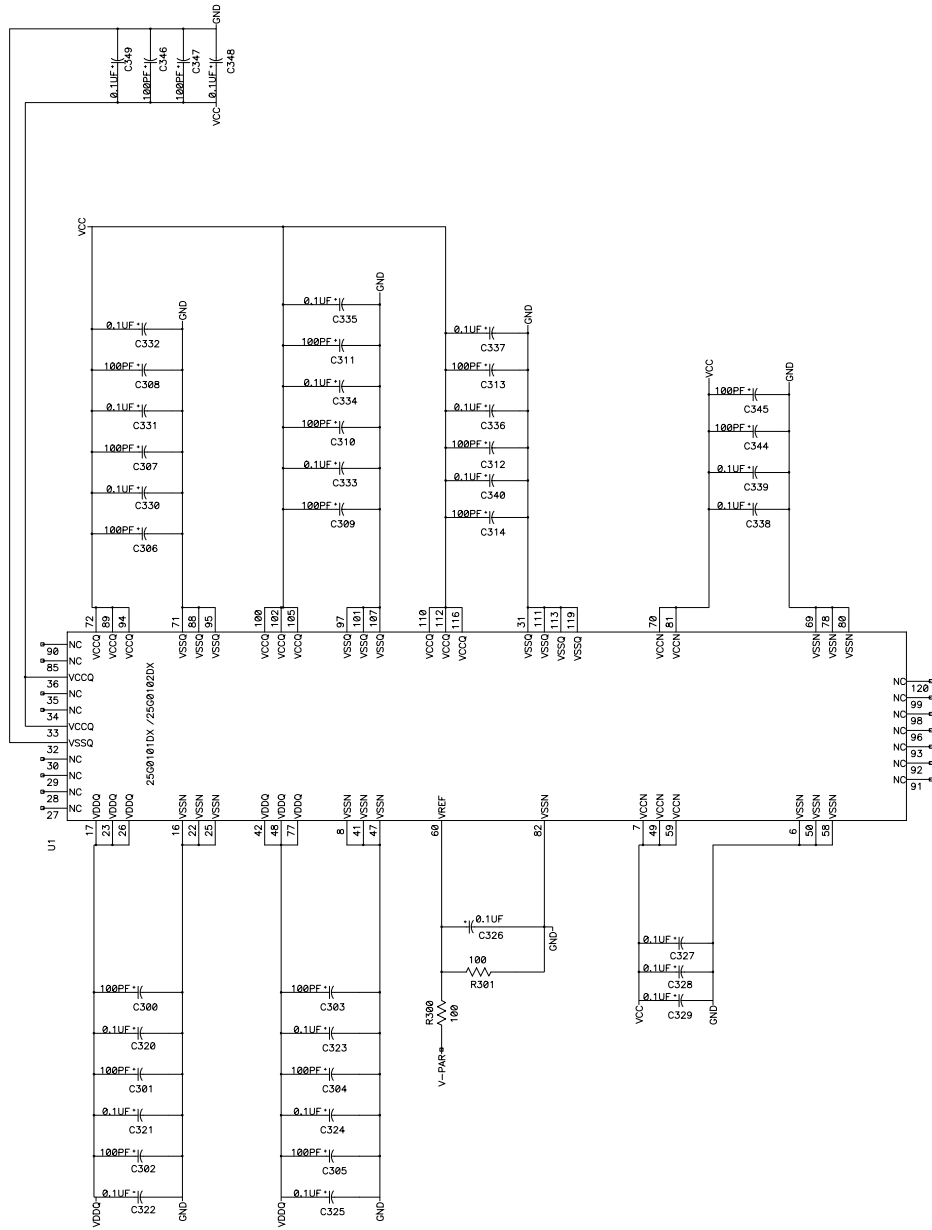 GND
0.1UF
C349
100PF
C346
100PF
C347
0.1UF
C348
VCC
VCC
0.1UF
C332
100PF
C308
0.1UF
C331
100PF
C307
0.1UF
C330
100PF
C306
GND
0.1UF
C335
100PF
C311
0.1UF
C334
100PF
C310
0.1UF
C333
100PF
C309
GND
0.1UF
C337
100PF
C313
0.1UF
C336
100PF
C312
0.1UF
C340
100PF
C314
GND
VCC
100PF
C345
100PF
C344
0.1UF
C339
0.1UF
C338
GND
72 VCCQ
89 VCCQ
94 VCCQ
71 VSSQ
88 VSSQ
95 VSSQ
100 VCCQ
102 VCCQ
105 VCCQ
97 VSSQ
101 VSSQ
107 VSSQ
110 VCCQ
112 VCCQ
116 VCCQ
31 VSSQ
111 VSSQ
113 VSSQ
119 VSSQ
70 VCCN
81 VCCN
69 VSSN
78 VSSN
80 VSSN
90 NC
85 NC
36 VCCQ
35 NC
34 NC
33 VCCQ
32 VSSQ
30 NC
29 NC
28 NC
27 NC
25G0101DX /25G0102DX
NC 120
NC 99
NC 98
NC 96
NC 93
NC 92
NC 91
U1
17 VDDQ
23 VDDQ
26 VDDQ
16 VSSN
22 VSSN
25 VSSN
42 VDDQ
48 VDDQ
77 VDDQ
8 VSSN
41 VSSN
47 VSSN
60 VREF
82 VSSN
7 VCCN
49 VCCN
59 VCCN
6 VSSN
50 VSSN
58 VSSN
100PF
C300
0.1UF
C320
100PF
C301
0.1UF
C321
100PF
C302
0.1UF
C322
VDDQ
GND
100PF
C303
0.1UF
C323
100PF
C304
0.1UF
C324
100PF
C305
0.1UF
C325
VDDQ
GND
0.1UF
C326
GND
100
R301
R300
100
V-PAR
0.1UF
C327
0.1UF
C328
0.1UF
C329
VCC
GND